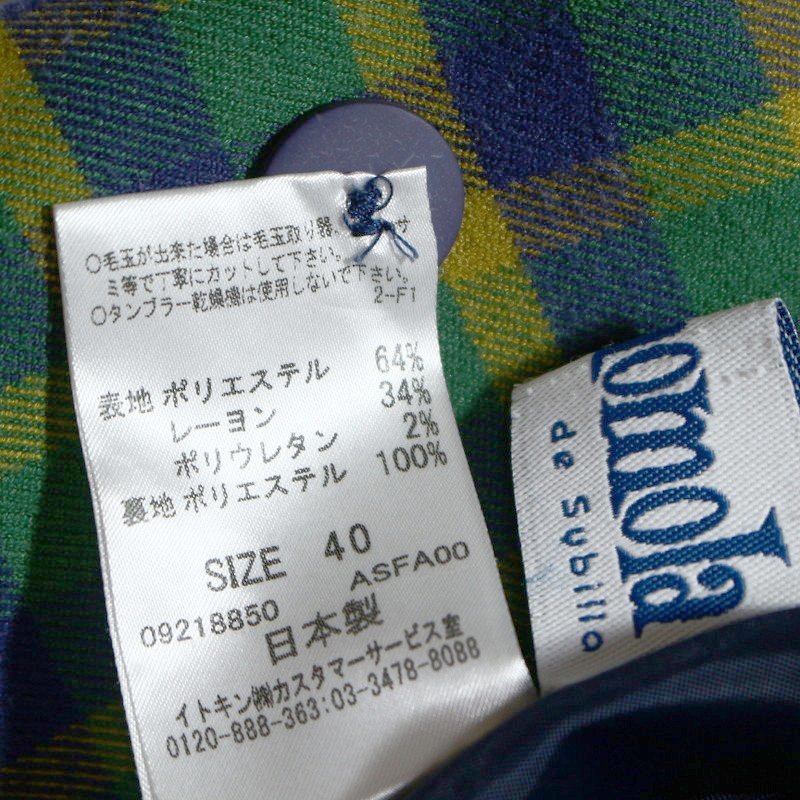 ○毛玉が出来た場合は毛玉取り器、
ミ等で丁寧にカットして下さい。
○タンブラー乾燥機は使用しないで下さい。
2-F1
表地 ポリエステル 64%
レーヨン 34%
ポリウレタン 2%
裏地 ポリエステル 100%
SIZE 40
09218850 ASFA00
日本製
イトキン㈱カスタマーサービス室
0120-888-363:03-3478-8088
omola
da Subilla